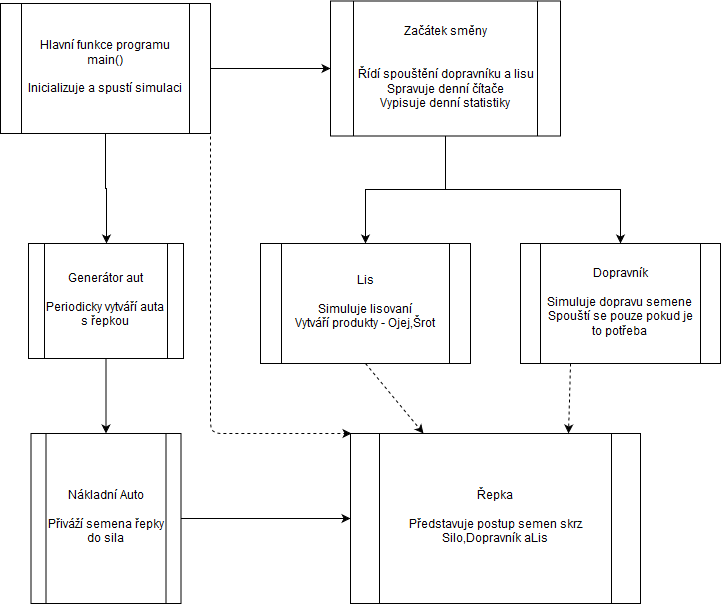 Hlavní funkce programu
main()
Inicializuje a spustí simulaci
Začátek směny
Řídí spouštění dopravníku a lisu
Spravuje denní čítače
Vypisuje denní statistiky
Generátor aut
Periodicky vytváří auta
s řepkou
Lis
Simuluje lisovaní
Vytváří produkty - Ojej,Šrot
Dopravník
Simuluje dopravu semene
Spouští se pouze pokud je
to potřeba
Nákladní Auto
Přiváží semena řepky
do sila
Řepka
Představuje postup semen skrz
Silo,Dopravník aLis